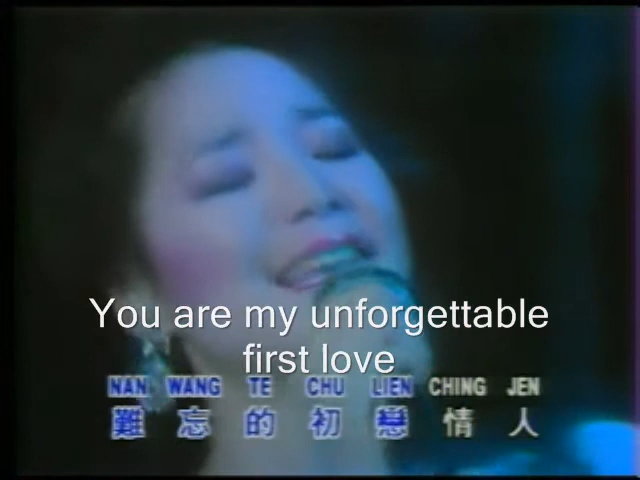 You are my unforgettable
first love
NAN WANG TE CHU LIEN CHING JEN
難忘的初戀情人